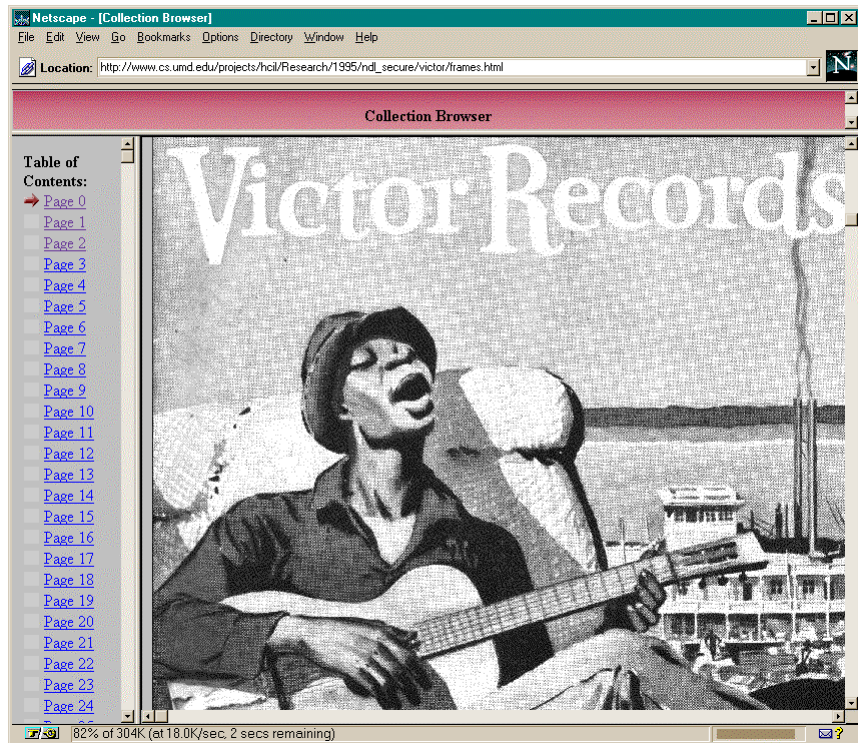 Netscape - [Collection Browser]
File Edit View Go Bookmarks Options Directory Window Help
Location: http://www.cs.umd.edu/projects/hcil/Research/1995/ndl_secure/victor/frames.html
N
Collection Browser
Table of
Contents:
Page 0
Page 1
Page 2
Page 3
Page 4
Page 5
Page 6
Page 7
Page 8
Page 9
Page 10
Page 11
Page 12
Page 13
Page 14
Page 15
Page 16
Page 17
Page 18
Page 19
Page 20
Page 21
Page 22
Page 23
Page 24
Victor Records
82% of 304K (at 18.0K/sec, 2 secs remaining)
?